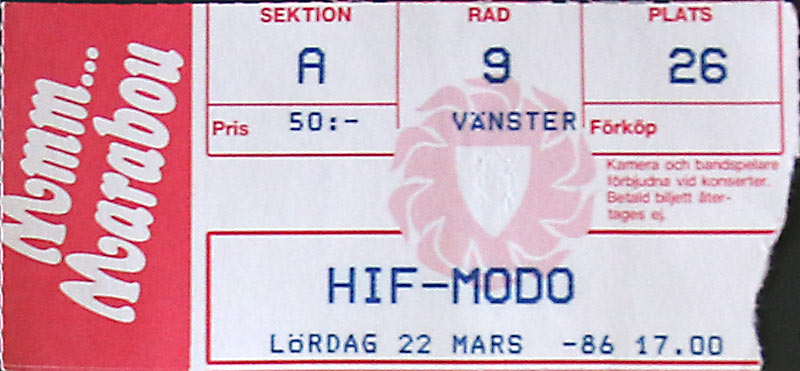 Mmm...
Marabou
SEKTION RAD PLATS
A 9 26
Pris 50:- VÄNSTER Förköp
Kamera och bandspelare
förbjudna vid konserter.
Betald biljett åter-
tages ej.
HIF-MODO
LÖRDAG 22 MARS -86 17.00